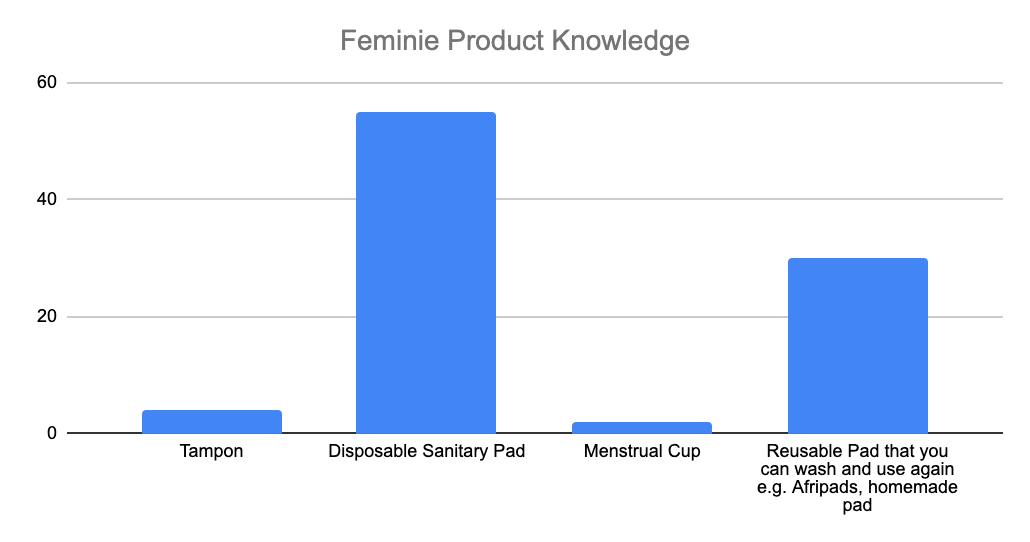 Feminie Product Knowledge
60
40
20
0
Tampon
Disposable Sanitary Pad
Menstrual Cup
Reusable Pad that you
can wash and use again
e.g. Afripads, homemade
pad